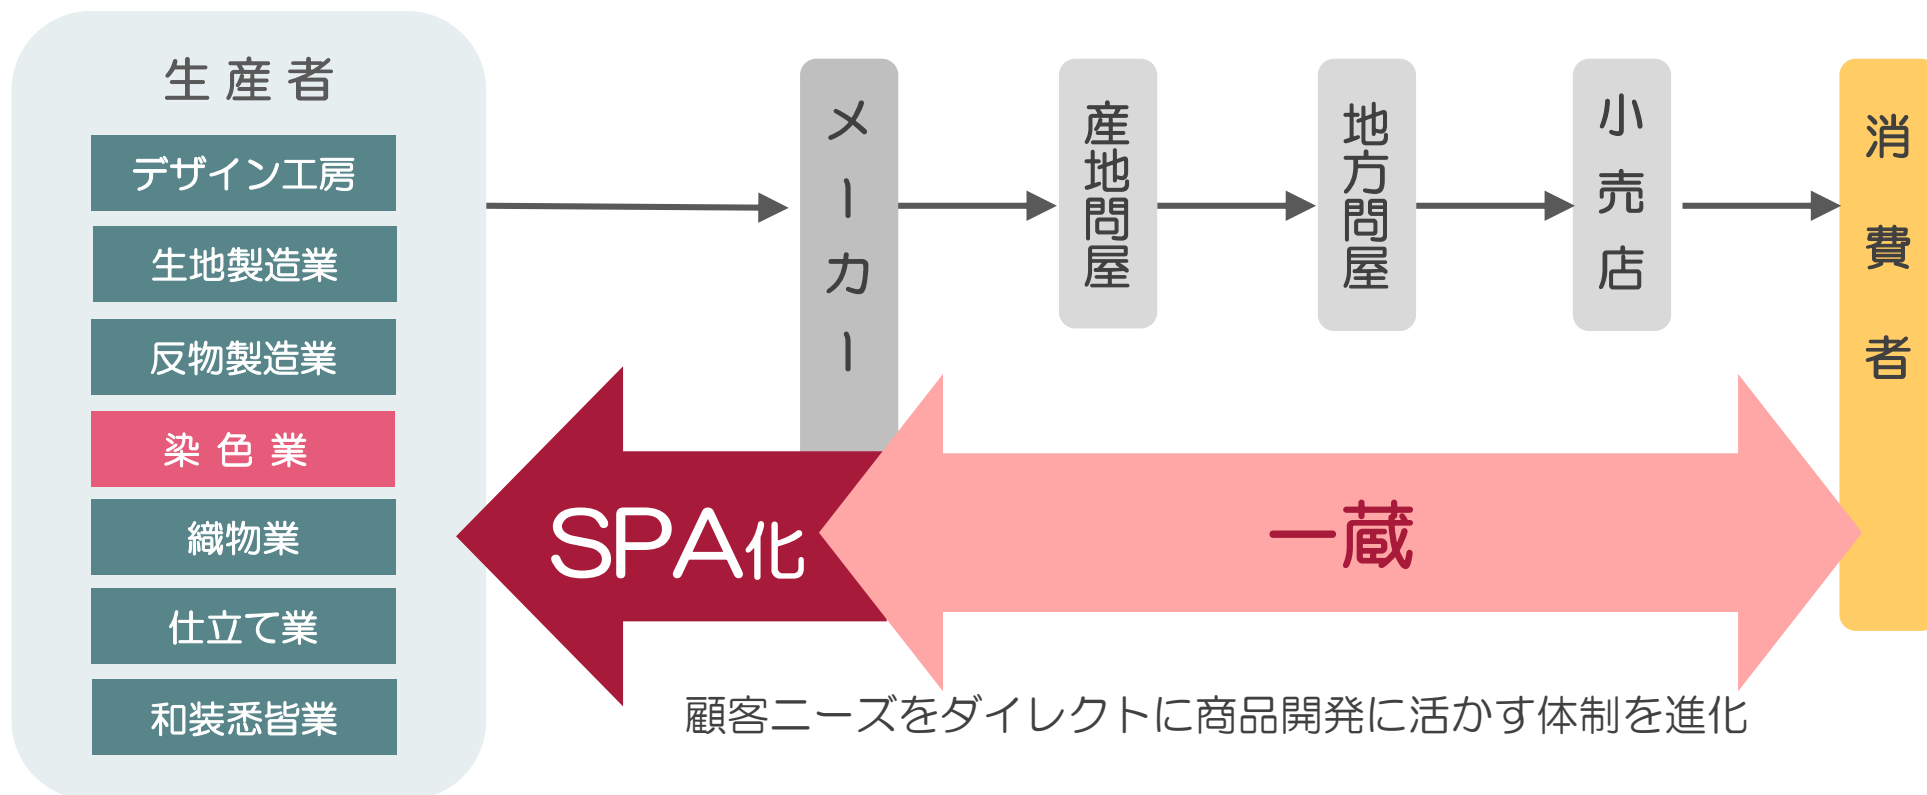 生産者
デザイン工房
生地製造業
反物製造業
染色業
織物業
仕立て業
和装悉皆業
メーカー
産地問屋
地方問屋
小売店
消費者
SPA化
一蔵
顧客ニーズをダイレクトに商品開発に活かす体制を進化